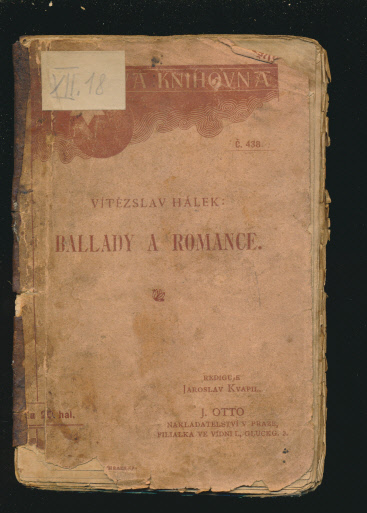 XII, 18
KNIHOVNA
Č. 438.
VÍTĚZSLAV HÁLEK:
BALLADY A ROMANCE.
REDIGUJE
JAROSLAV KVAPIL.
J. OTTO
NAKLADATELSTVÍ V PRAZE,
FILIÁLKA VE VÍDNI I., GLUCKG. 3.
hal.